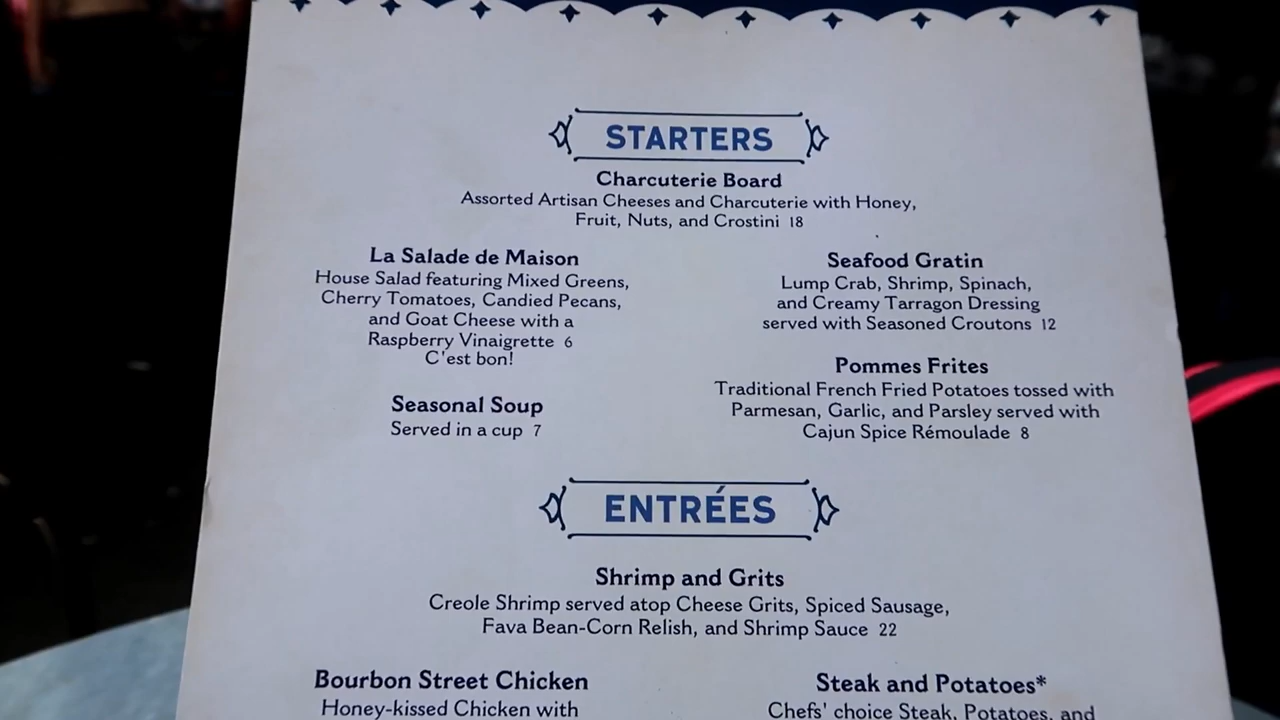 STARTERS
Charcuterie Board
Assorted Artisan Cheeses and Charcuterie with Honey,
Fruit, Nuts, and Crostini 18
La Salade de Maison
House Salad featuring Mixed Greens,
Cherry Tomatoes, Candied Pecans,
and Goat Cheese with a
Raspberry Vinaigrette 6
C'est bon!
Seasonal Soup
Served in a cup 7
Seafood Gratin
Lump Crab, Shrimp, Spinach,
and Creamy Tarragon Dressing
served with Seasoned Croutons 12
Pommes Frites
Traditional French Fried Potatoes tossed with
Parmesan, Garlic, and Parsley served with
Cajun Spice Rémoulade 8
ENTRÉES
Shrimp and Grits
Creole Shrimp served atop Cheese Grits, Spiced Sausage,
Fava Bean-Corn Relish, and Shrimp Sauce 22
Bourbon Street Chicken
Honey-kissed Chicken with
Steak and Potatoes*
Chefs' choice Steak, Potatoes, and